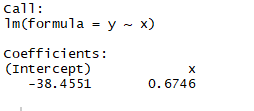 Call:
lm(formula = y ~ x)
Coefficients:
(Intercept)            x
   -38.4551       0.6746